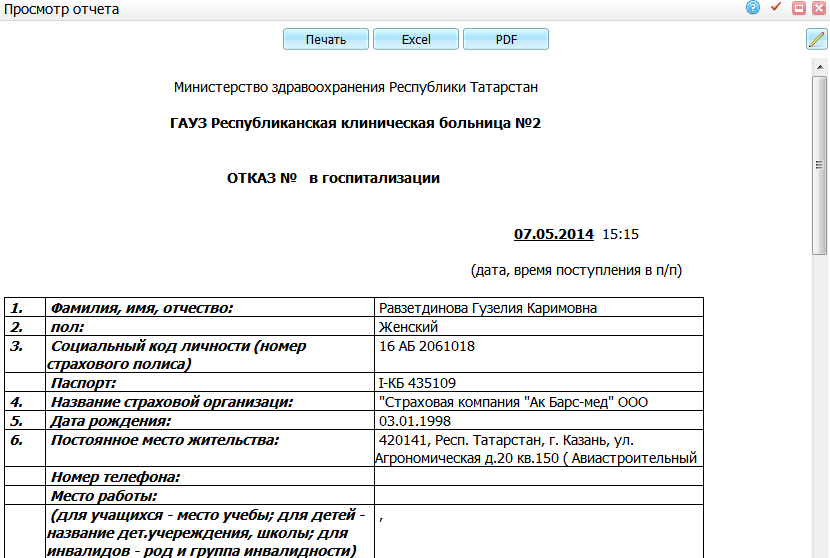 Просмотр отчета
Печать Excel PDF
Министерство здравоохранения Республики Татарстан
ГАУЗ Республиканская клиническая больница №2
ОТКАЗ № в госпитализации
07.05.2014 15:15
(дата, время поступления в п/п)
1. Фамилия, имя, отчество: Равзетдинова Гузелия Каримовна
2. пол: Женский
3. Социальный код личности (номер
страхового полиса) 16 АБ 2061018
Паспорт: I-КБ 435109
4. Название страховой организаци: "Страховая компания "Ак Барс-мед" ООО
5. Дата рождения: 03.01.1998
6. Постоянное место жительства: 420141, Респ. Татарстан, г. Казань, ул.
Агрономическая д.20 кв.150 ( Авиастроительный
Номер телефона:
Место работы:
(для учащихся - место учебы; для детей - ,
название дет.учереждения, школы; для
инвалидов - род и группа инвалидности)